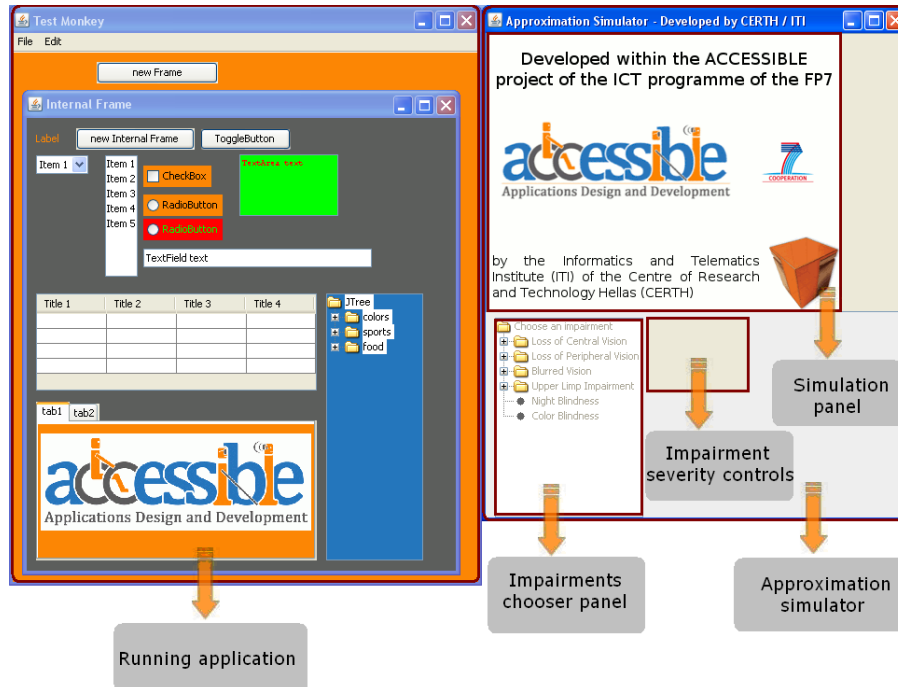 Test Monkey
File Edit
new Frame
Internal Frame
Label new Internal Frame ToggleButton
Item 1
Item 1
Item 2
Item 3
Item 4
Item 5
CheckBox
RadioButton
RadioButton
TextArea text
TextField text
Title 1 Title 2 Title 3 Title 4
JTree
colors
sports
food
tab1 tab2
accessible
Applications Design and Development
Running application
Approximation Simulator - Developed by CERTH / ITI
Developed within the ACCESSIBLE
project of the ICT programme of the FP7
accessible
Applications Design and Development
7
COOPERATION
by the Informatics and Telematics
Institute (ITI) of the Centre of Research
and Technology Hellas (CERTH)
Choose an impairment
Loss of Central Vision
Loss of Peripheral Vision
Blurred Vision
Upper Limp Impairment
Night Blindness
Color Blindness
Simulation
panel
Impairment
severity controls
Impairments
chooser panel
Approximation
simulator